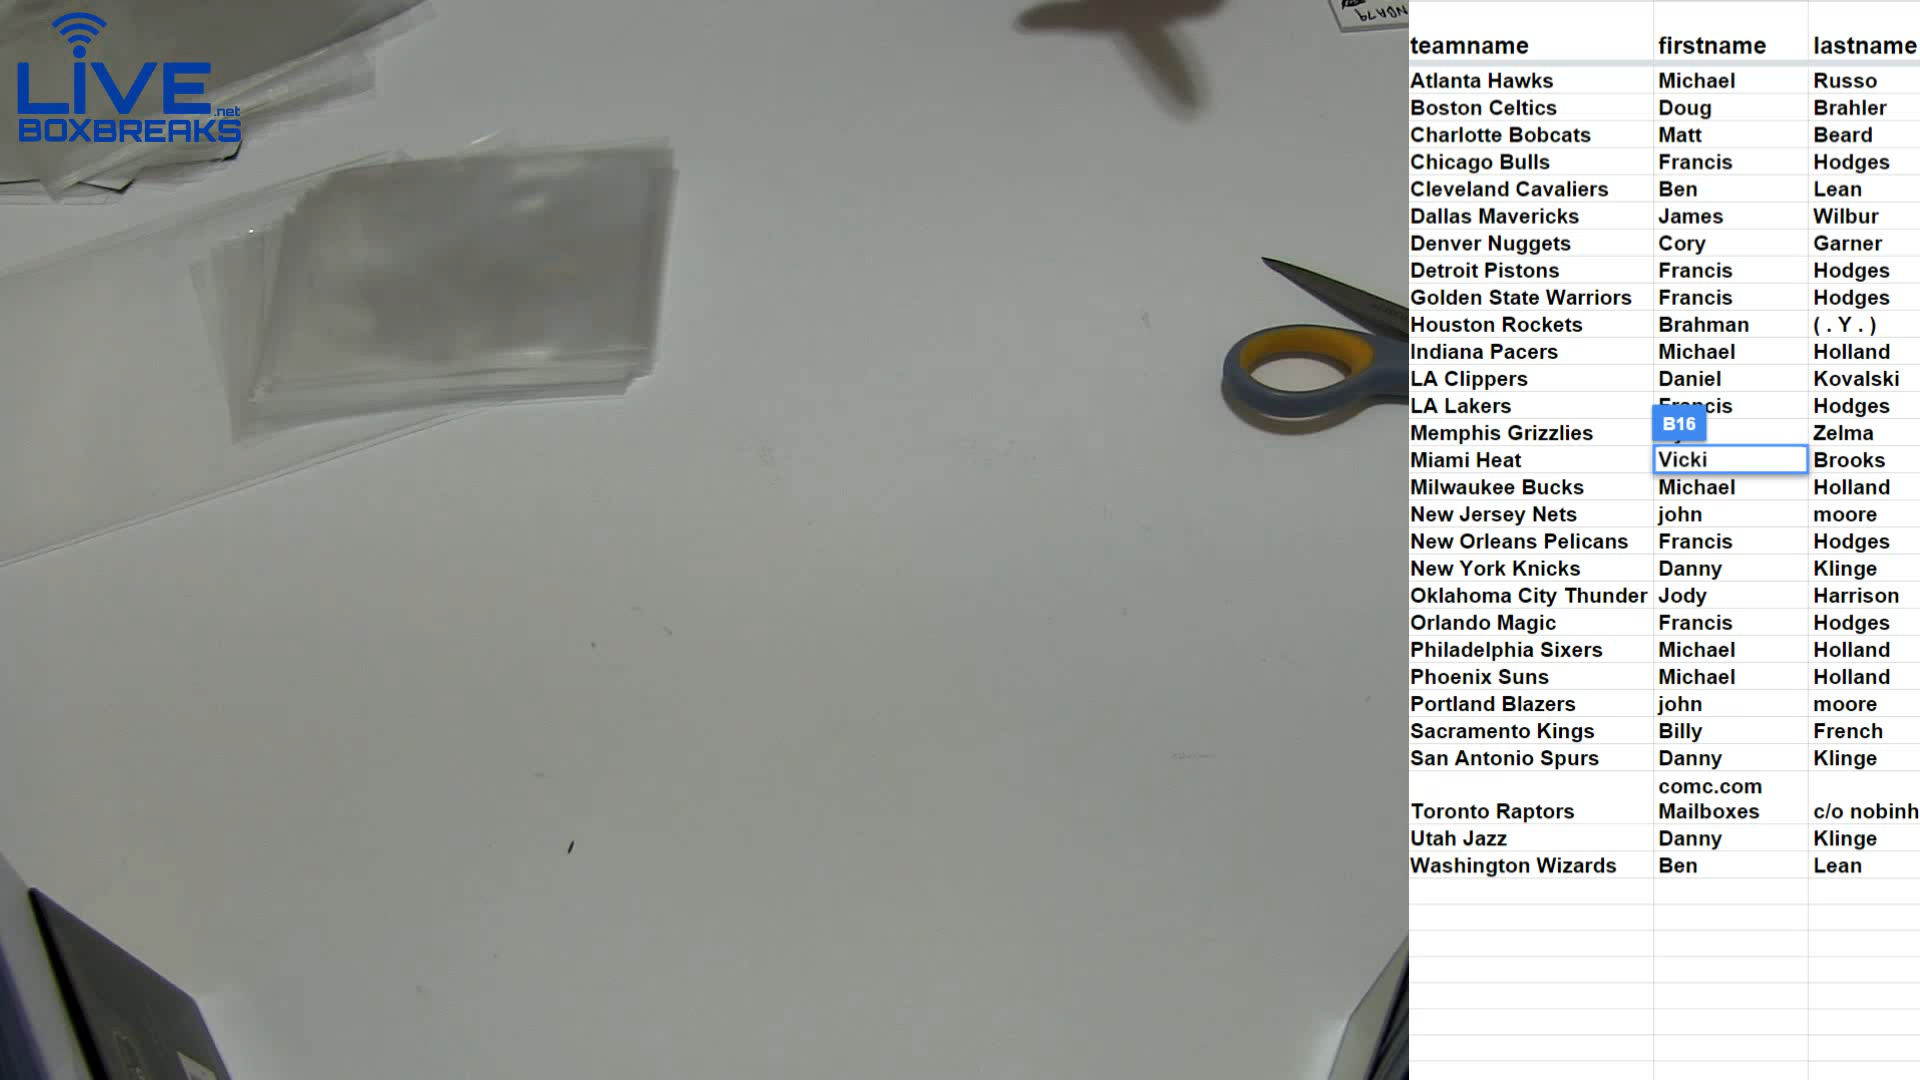 LiVE
.net
BOXBREAKS
teamname firstname lastname
Atlanta Hawks Michael Russo
Boston Celtics Doug Brahler
Charlotte Bobcats Matt Beard
Chicago Bulls Francis Hodges
Cleveland Cavaliers Ben Lean
Dallas Mavericks James Wilbur
Denver Nuggets Cory Garner
Detroit Pistons Francis Hodges
Golden State Warriors Francis Hodges
Houston Rockets Brahman ( . Y . )
Indiana Pacers Michael Holland
LA Clippers Daniel Kovalski
LA Lakers Francis Hodges
B16
Memphis Grizzlies Zelma
Miami Heat Vicki Brooks
Milwaukee Bucks Michael Holland
New Jersey Nets john moore
New Orleans Pelicans Francis Hodges
New York Knicks Danny Klinge
Oklahoma City Thunder Jody Harrison
Orlando Magic Francis Hodges
Philadelphia Sixers Michael Holland
Phoenix Suns Michael Holland
Portland Blazers john moore
Sacramento Kings Billy French
San Antonio Spurs Danny Klinge
comc.com
Toronto Raptors Mailboxes c/o nobinh
Utah Jazz Danny Klinge
Washington Wizards Ben Lean